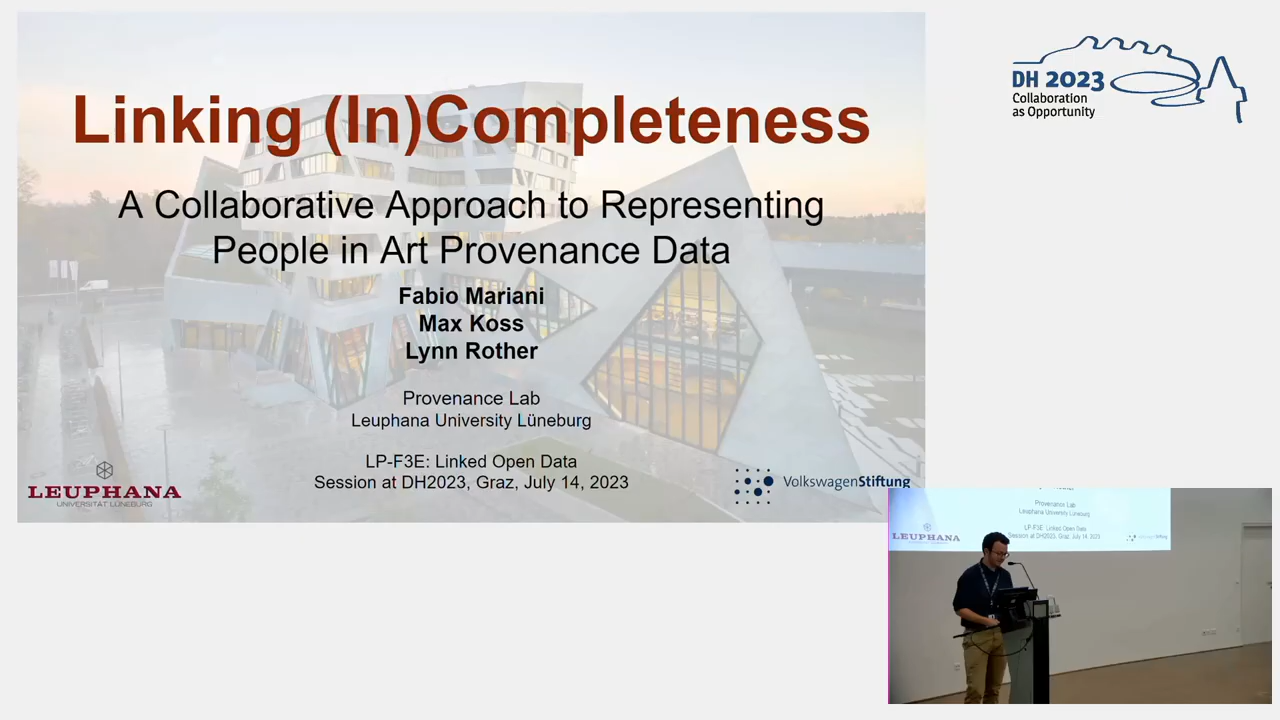 Linking (In)Completeness
A Collaborative Approach to Representing
People in Art Provenance Data
Fabio Mariani
Max Koss
Lynn Rother
Provenance Lab
Leuphana University Lüneburg
LP-F3E: Linked Open Data
Session at DH2023, Graz, July 14, 2023
LEUPHANA
UNIVERSITÄT LÜNEBURG
VolkswagenStiftung
DH 2023
Collaboration
as Opportunity
Provenance Lab
Leuphana University Lüneburg
LP-F3E: Linked Open Data
Session at DH2023, Graz, July 14, 2023
LEUPHANA
VolkswagenStiftung